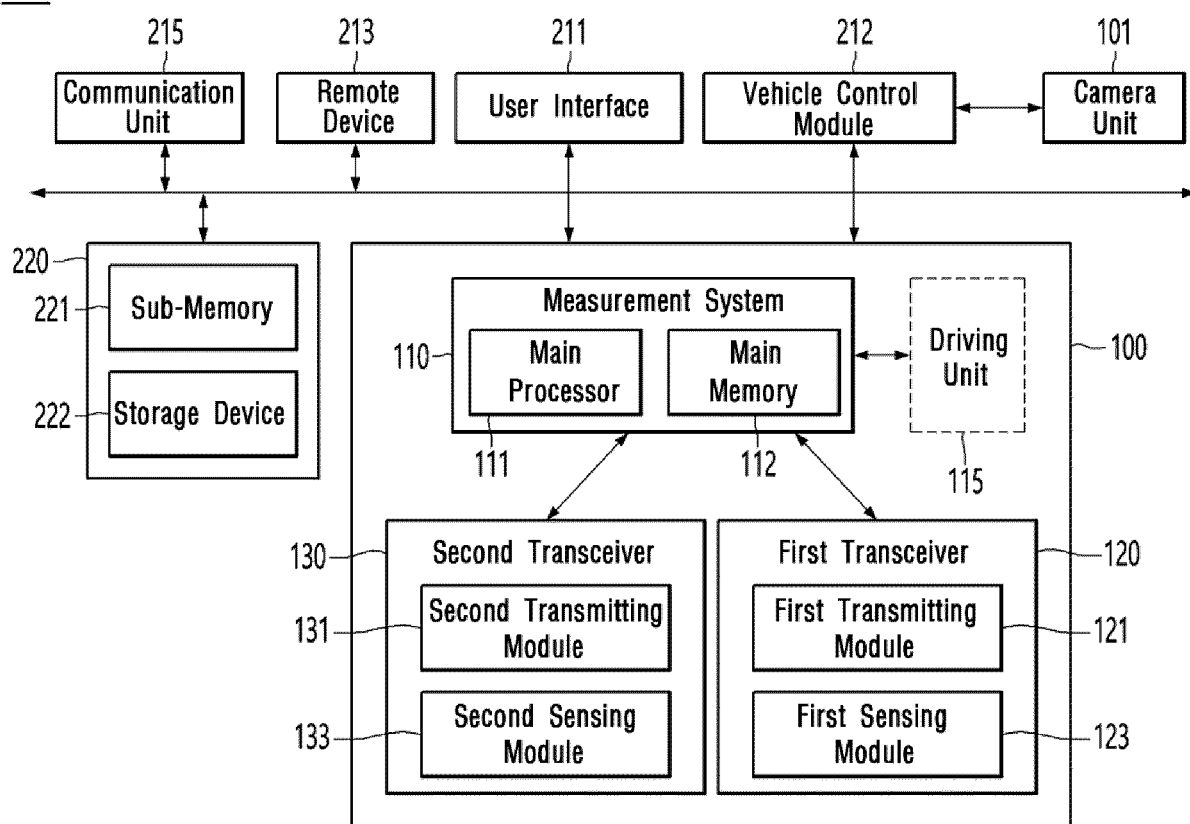 215
213
211
212
101
Communication
Unit
Remote
Device
User Interface
Vehicle Control
Module
Camera
Unit
220
221
Sub-Memory
222
Storage Device
Measurement System
110
Main
Processor
Main
Memory
111
112
Driving
Unit
115
100
130
Second Transceiver
131
Second Transmitting
Module
133
Second Sensing
Module
First Transceiver
120
First Transmitting
Module
121
First Sensing
Module
123